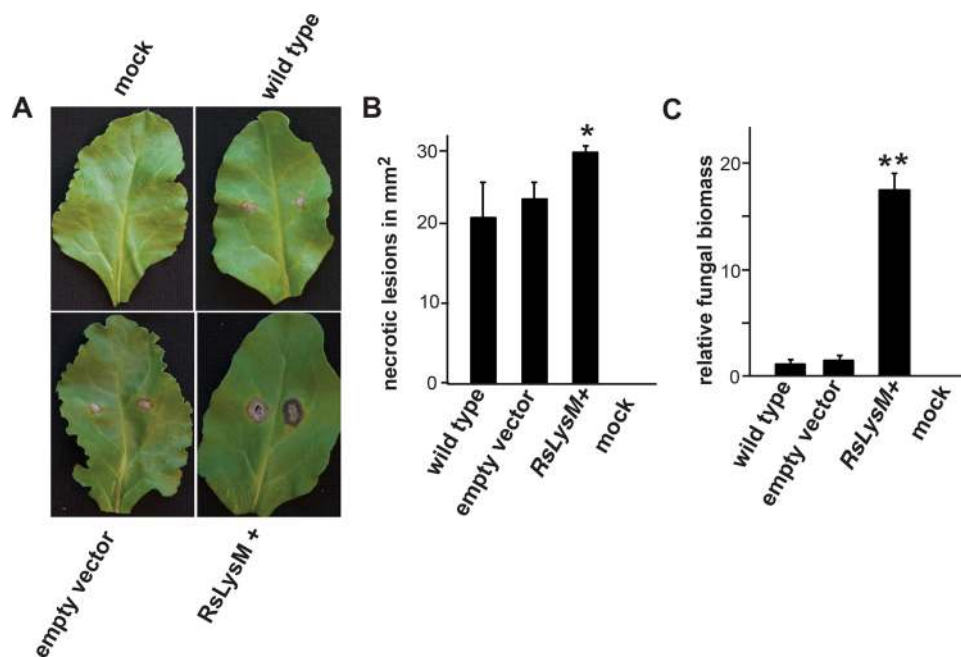 mock
wild type
A
empty vector
RsLysM +
B
necrotic lesions in mm²
30
20
10
0
*
wild type
empty vector
RsLysM+
mock
C
relative fungal biomass
20
10
0
**
wild type
empty vector
RsLysM+
mock